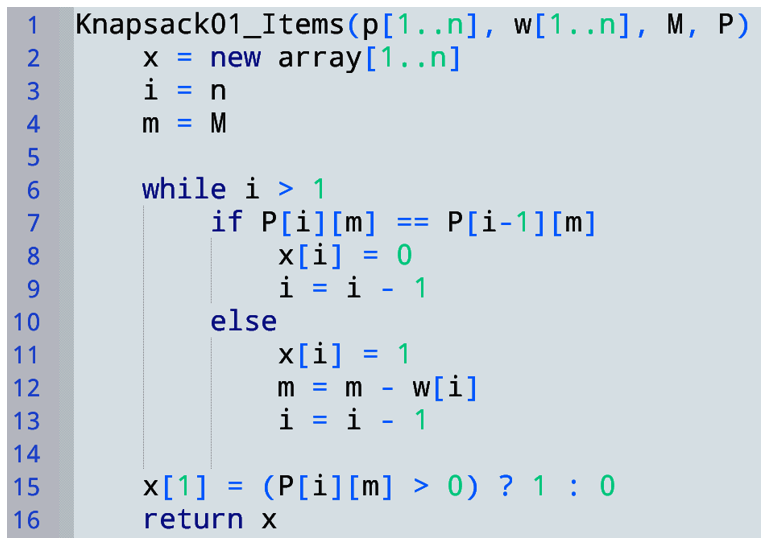 1 Knapsack01_Items(p[1..n], w[1..n], M, P)
2     x = new array[1..n]
3     i = n
4     m = M
5
6     while i > 1
7         if P[i][m] == P[i-1][m]
8             x[i] = 0
9             i = i - 1
10         else
11             x[i] = 1
12             m = m - w[i]
13             i = i - 1
14
15     x[1] = (P[i][m] > 0) ? 1 : 0
16     return x